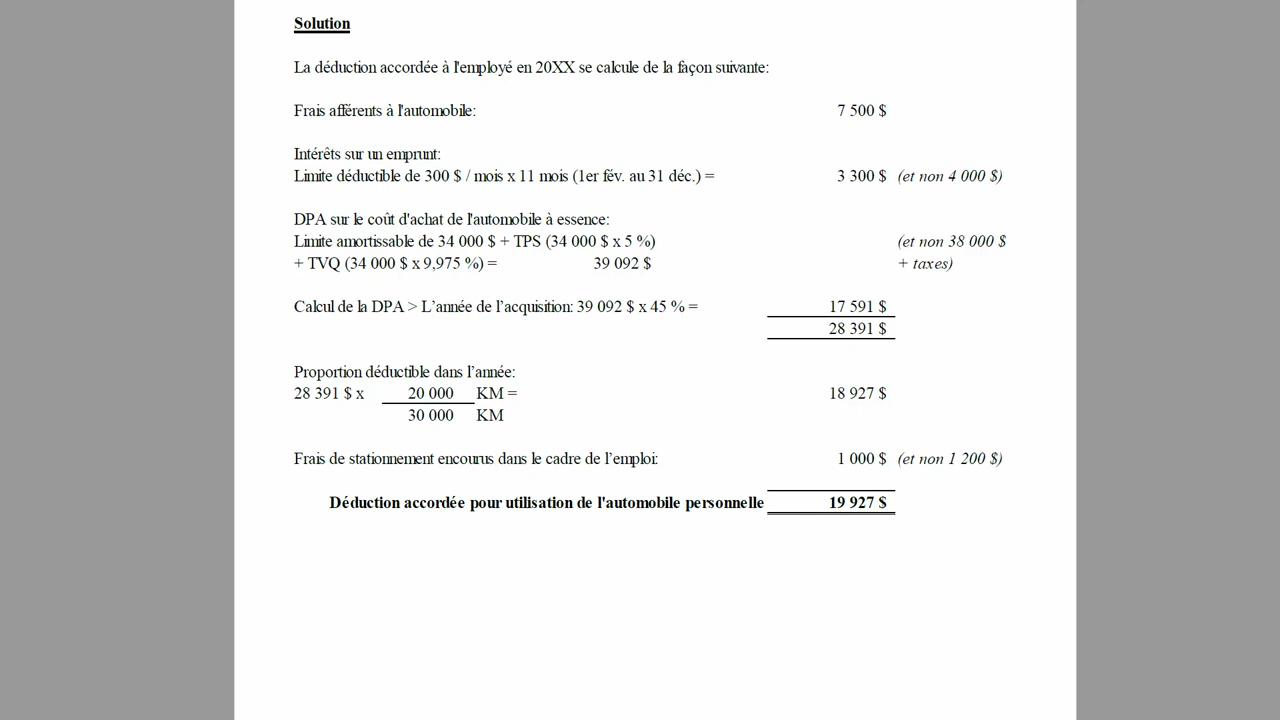 Solution
La déduction accordée à l'employé en 20XX se calcule de la façon suivante:
Frais afférents à l'automobile: 7 500 $
Intérêts sur un emprunt:
Limite déductible de 300 $ / mois x 11 mois (1er fév. au 31 déc.) = 3 300 $ (et non 4 000 $)
DPA sur le coût d'achat de l'automobile à essence:
Limite amortissable de 34 000 $ + TPS (34 000 $ x 5 %) (et non 38 000 $
+ TVQ (34 000 $ x 9,975 %) = 39 092 $ + taxes)
Calcul de la DPA > L’année de l’acquisition: 39 092 $ x 45 % = 17 591 $
28 391 $
Proportion déductible dans l’année:
28 391 $ x 20 000 KM = 18 927 $
30 000 KM
Frais de stationnement encourus dans le cadre de l’emploi: 1 000 $ (et non 1 200 $)
Déduction accordée pour utilisation de l'automobile personnelle 19 927 $